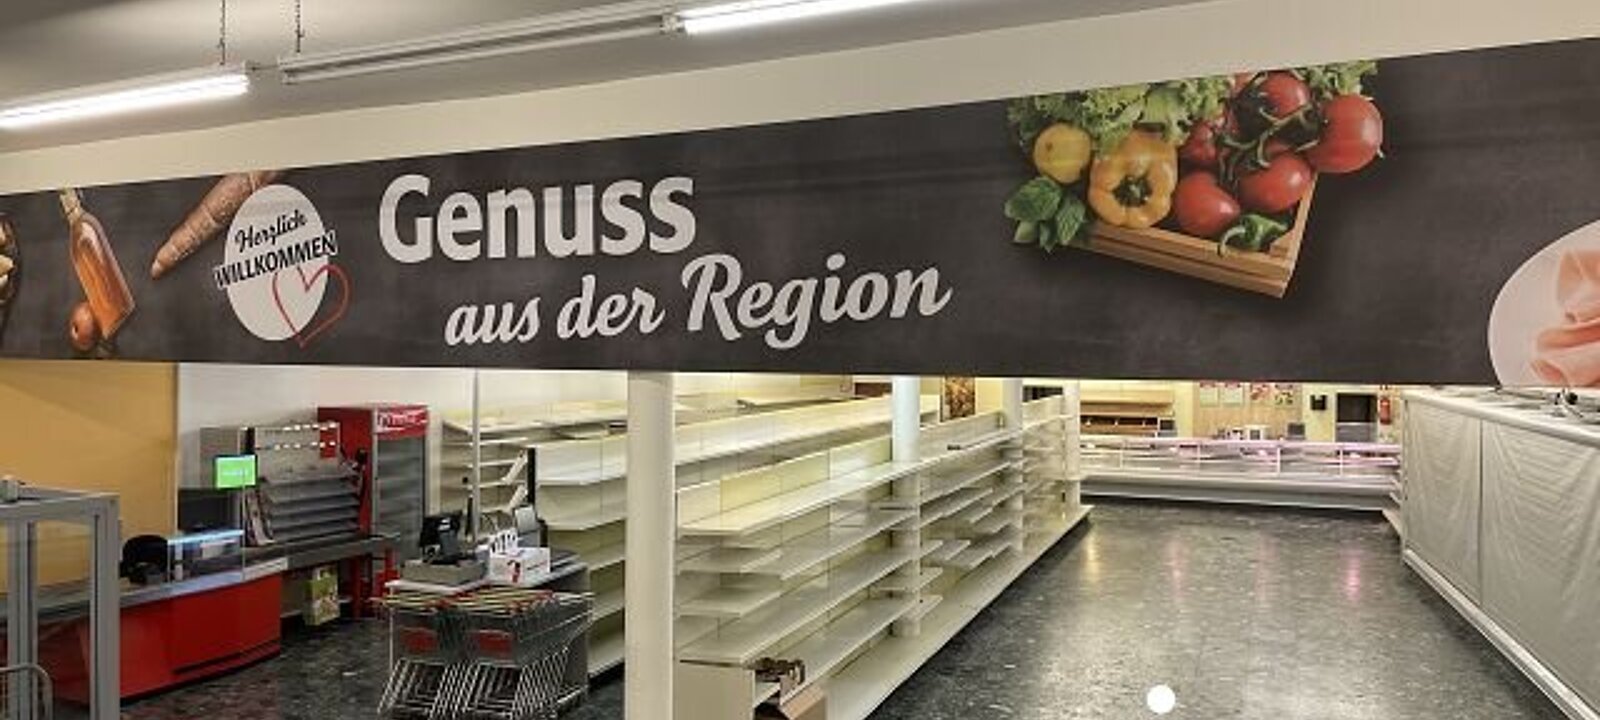 Herzlich
WILLKOMMEN
Genuss
aus der Region